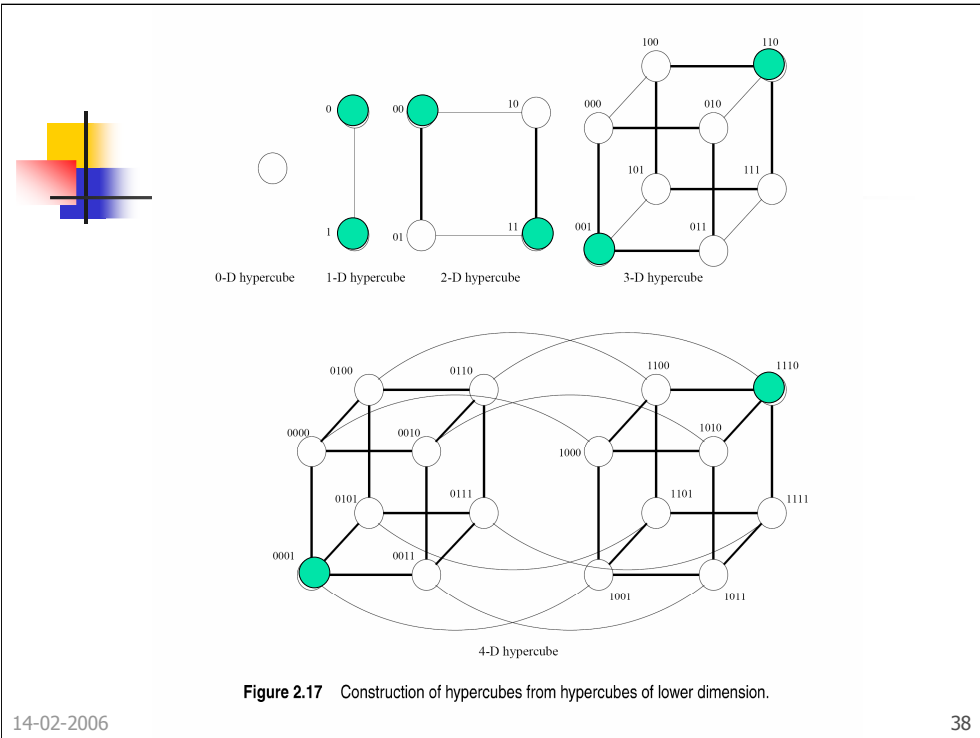 100 110
0 00 10 000 010
101 111
1 01 11 001 011
0-D hypercube 1-D hypercube 2-D hypercube 3-D hypercube
0100 0110 1100 1110
0000 0010 1000 1010
0101 0111 1101 1111
0001 0011 1001 1011
4-D hypercube
Figure 2.17 Construction of hypercubes from hypercubes of lower dimension.
14-02-2006 38